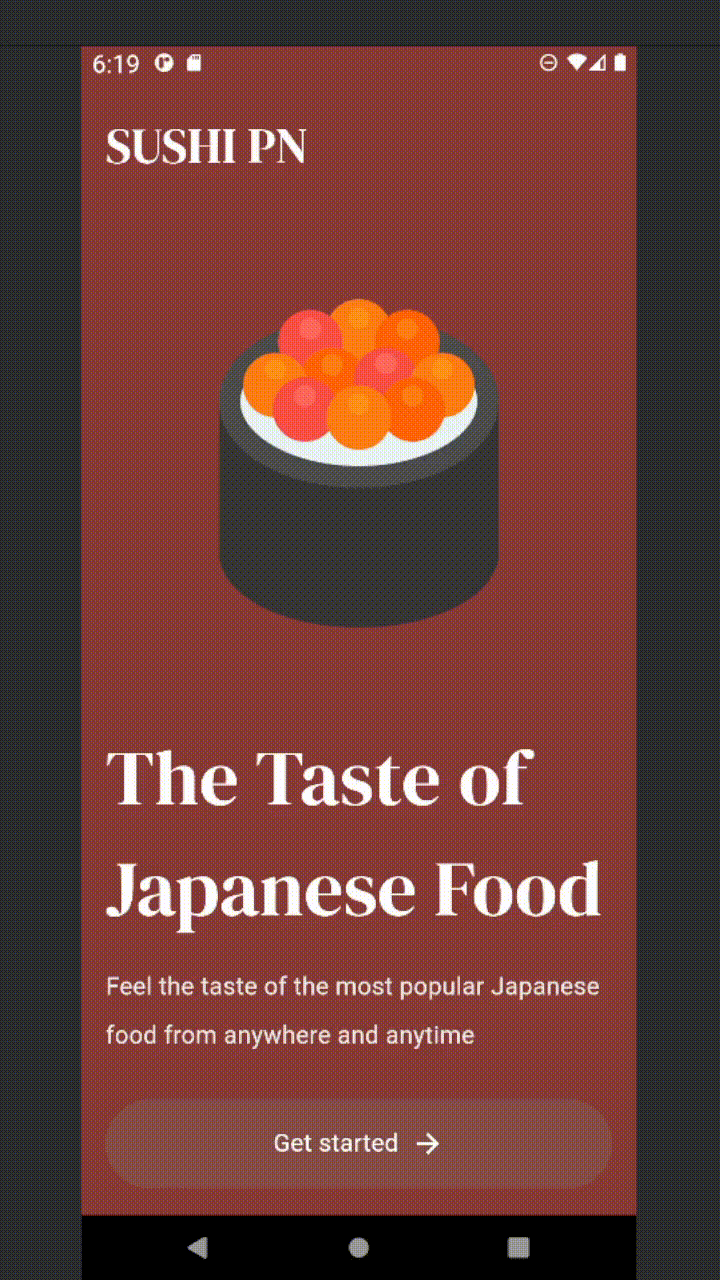 6:19
SUSHI PN
The Taste of
Japanese Food
Feel the taste of the most popular Japanese
food from anywhere and anytime
Get started